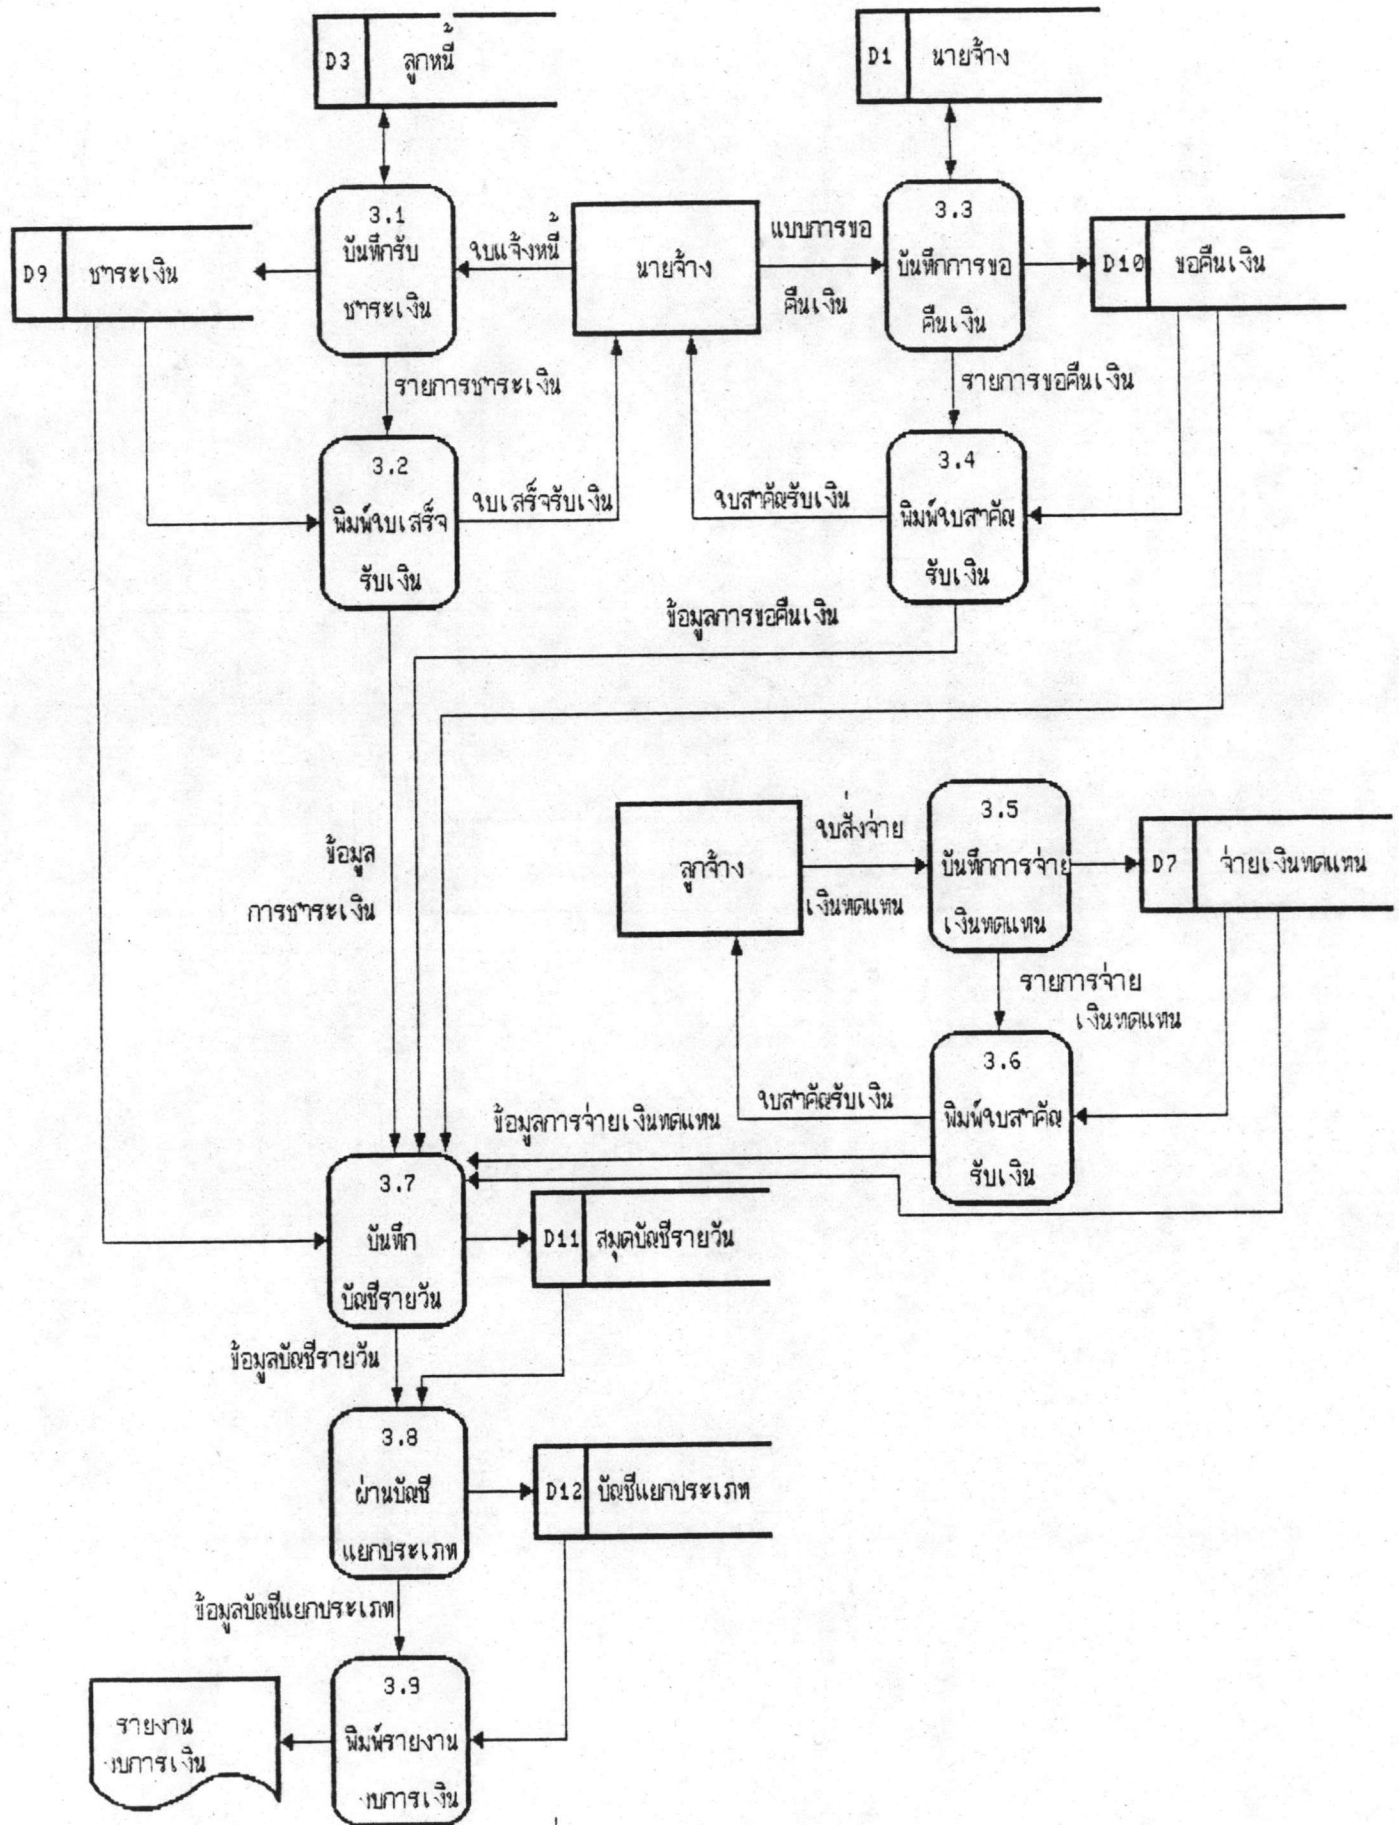 D3 ลูกหนี้
D1 นายจ้าง
3.1
บันทึกรับ
ชำระเงิน
D9 ชำระเงิน
ใบแจ้งหนี้
นายจ้าง
แบบการขอ
คืนเงิน
3.3
บันทึกการขอ
คืนเงิน
D10 ขอคืนเงิน
รายการชำระเงิน
รายการขอคืนเงิน
3.2
พิมพ์ใบเสร็จ
รับเงิน
ใบเสร็จรับเงิน
ใบสำคัญรับเงิน
3.4
พิมพ์ใบสำคัญ
รับเงิน
ข้อมูลการขอคืนเงิน
ข้อมูล
การชำระเงิน
ลูกจ้าง
ใบสั่งจ่าย
เงินทดแทน
3.5
บันทึกการจ่าย
เงินทดแทน
D7 จ่ายเงินทดแทน
รายการจ่าย
เงินทดแทน
3.6
พิมพ์ใบสำคัญ
รับเงิน
ใบสำคัญรับเงิน
ข้อมูลการจ่ายเงินทดแทน
3.7
บันทึก
บัญชีรายวัน
D11 สมุดบัญชีรายวัน
ข้อมูลบัญชีรายวัน
3.8
ผ่านบัญชี
แยกประเภท
D12 บัญชีแยกประเภท
ข้อมูลบัญชีแยกประเภท
3.9
พิมพ์รายงาน
งบการเงิน
รายงาน
งบการเงิน